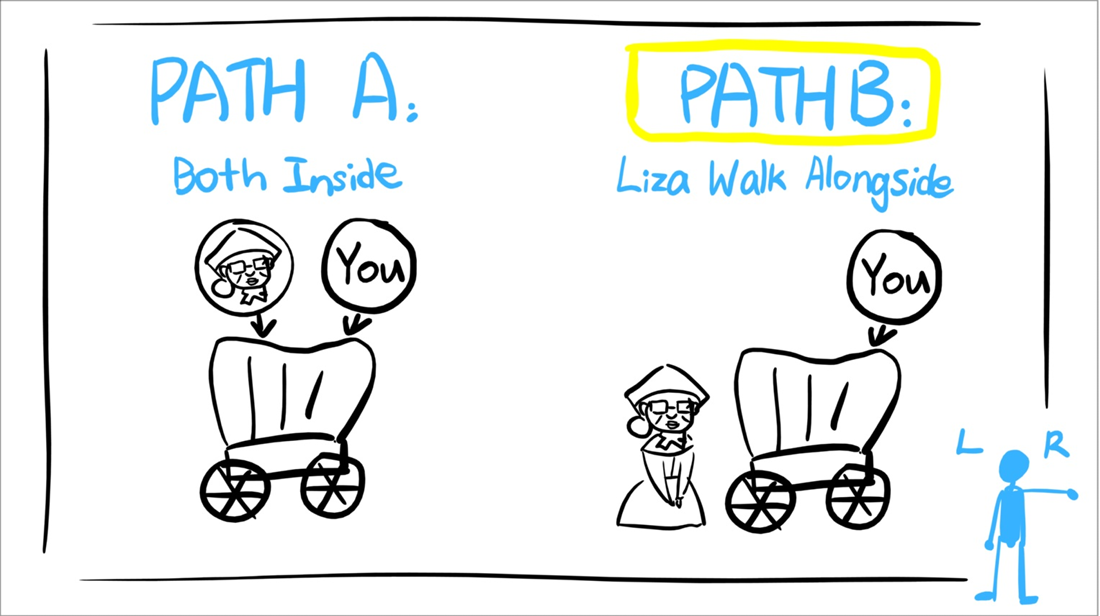 PATH A:
Both Inside
You
PATH B:
Liza Walk Alongside
You
L R